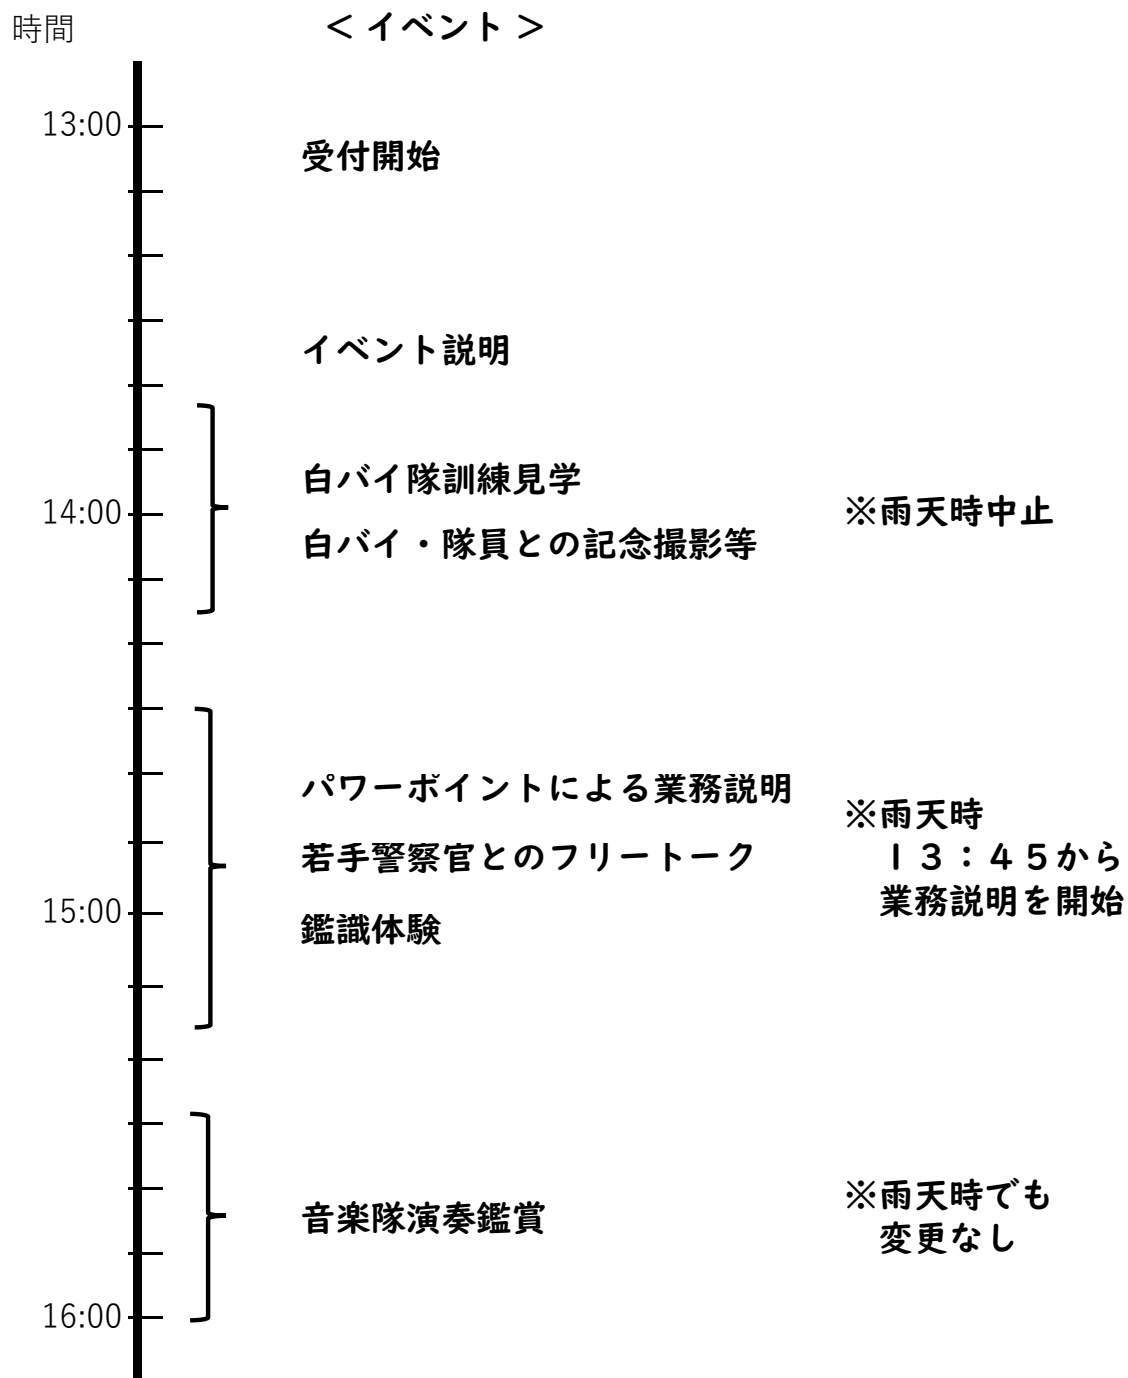 時間
＜イベント＞
13:00
受付開始
イベント説明
白バイ隊訓練見学
14:00
※雨天時中止
白バイ・隊員との記念撮影等
パワーポイントによる業務説明
※雨天時
１３：４５から
若手警察官とのフリートーク
業務説明を開始
15:00
鑑識体験
※雨天時でも
音楽隊演奏鑑賞
変更なし
16:00